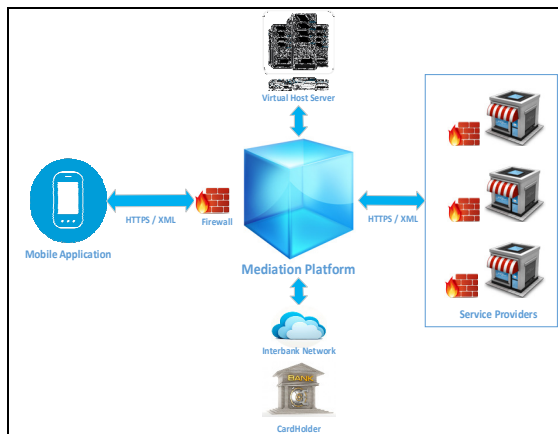 Virtual Host Server
HTTPS / XML
Firewall
HTTPS / XML
Mobile Application
Mediation Platform
Service Providers
Interbank Network
BANK
CardHolder